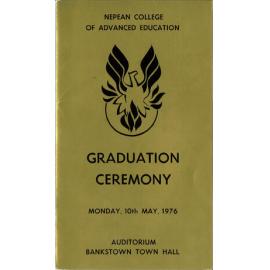 NEPEAN COLLEGE
OF ADVANCED EDUCATION
GRADUATION
CEREMONY
MONDAY, 10th MAY, 1976
AUDITORIUM
BANKSTOWN TOWN HALL